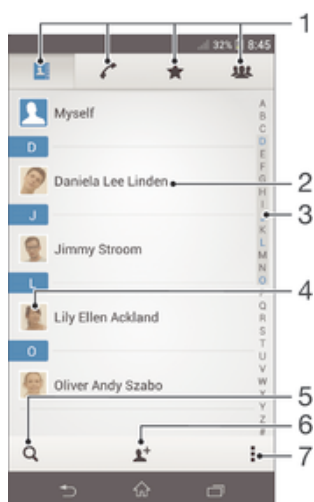 1
32% 8:45
Myself
D
Daniela Lee Linden
2
J
3
Jimmy Stroom
L
4
Lily Ellen Ackland
O
Oliver Andy Szabo
5
6
7
A
B
C
D
E
F
G
H
I
J
K
L
M
N
O
P
Q
R
S
T
U
V
W
X
Y
Z
#